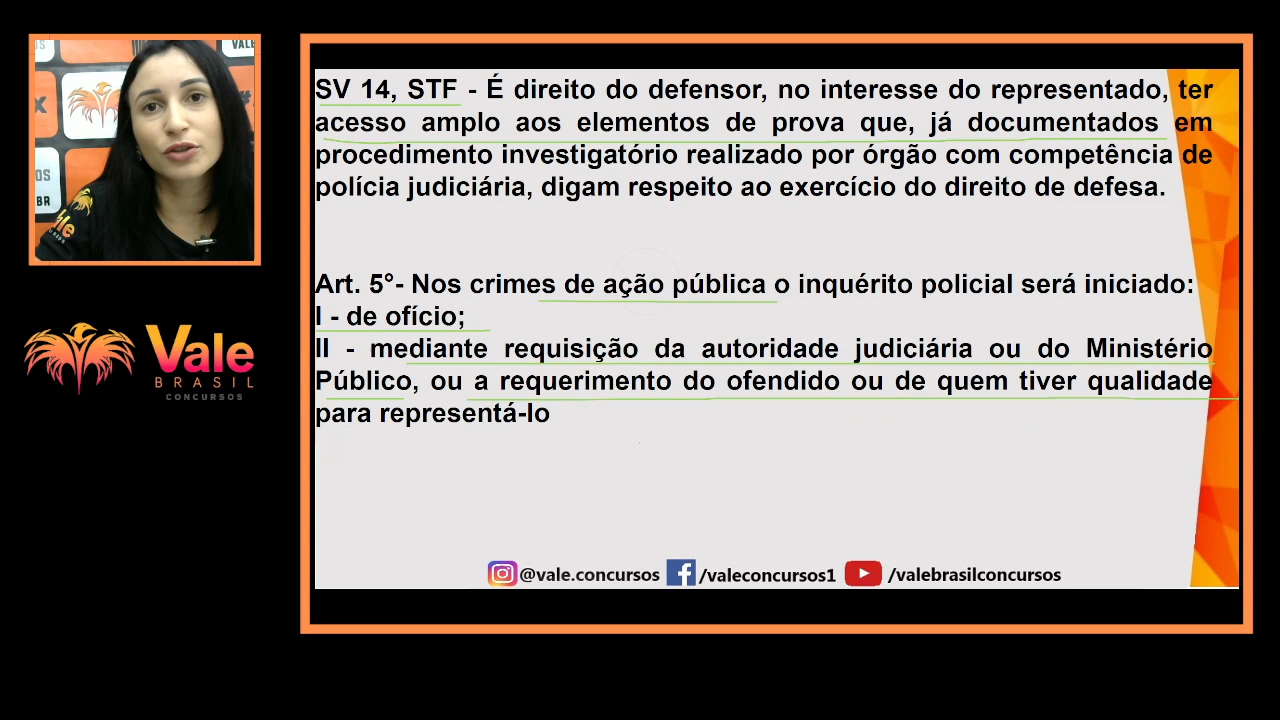 VALE
OS
BR
Vale
Vale
BRASIL
CONCURSOS
SV 14, STF - É direito do defensor, no interesse do representado, ter
acesso amplo aos elementos de prova que, já documentados em
procedimento investigatório realizado por órgão com competência de
polícia judiciária, digam respeito ao exercício do direito de defesa.
Art. 5°- Nos crimes de ação pública o inquérito policial será iniciado:
I - de ofício;
II - mediante requisição da autoridade judiciária ou do Ministério
Público, ou a requerimento do ofendido ou de quem tiver qualidade
para representá-lo
@vale.concursos /valeconcursos1 /valebrasilconcursos